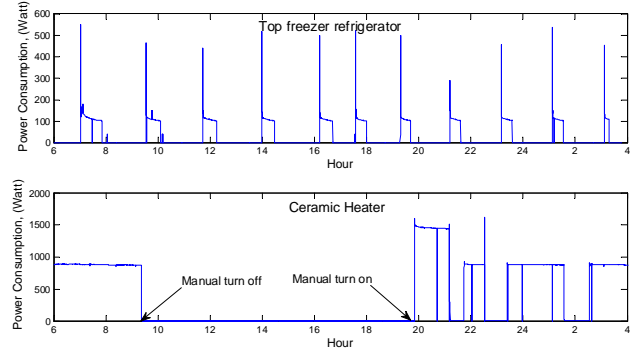 Top freezer refrigerator
Power Consumption, (Watt)
600
500
400
300
200
100
0
6 8 10 12 14 16 18 20 22 24 2 4
Hour
Ceramic Heater
Power Consumption, (Watt)
2000
1500
1000
500
0
Manual turn off
Manual turn on
6 8 10 12 14 16 18 20 22 24 2 4
Hour